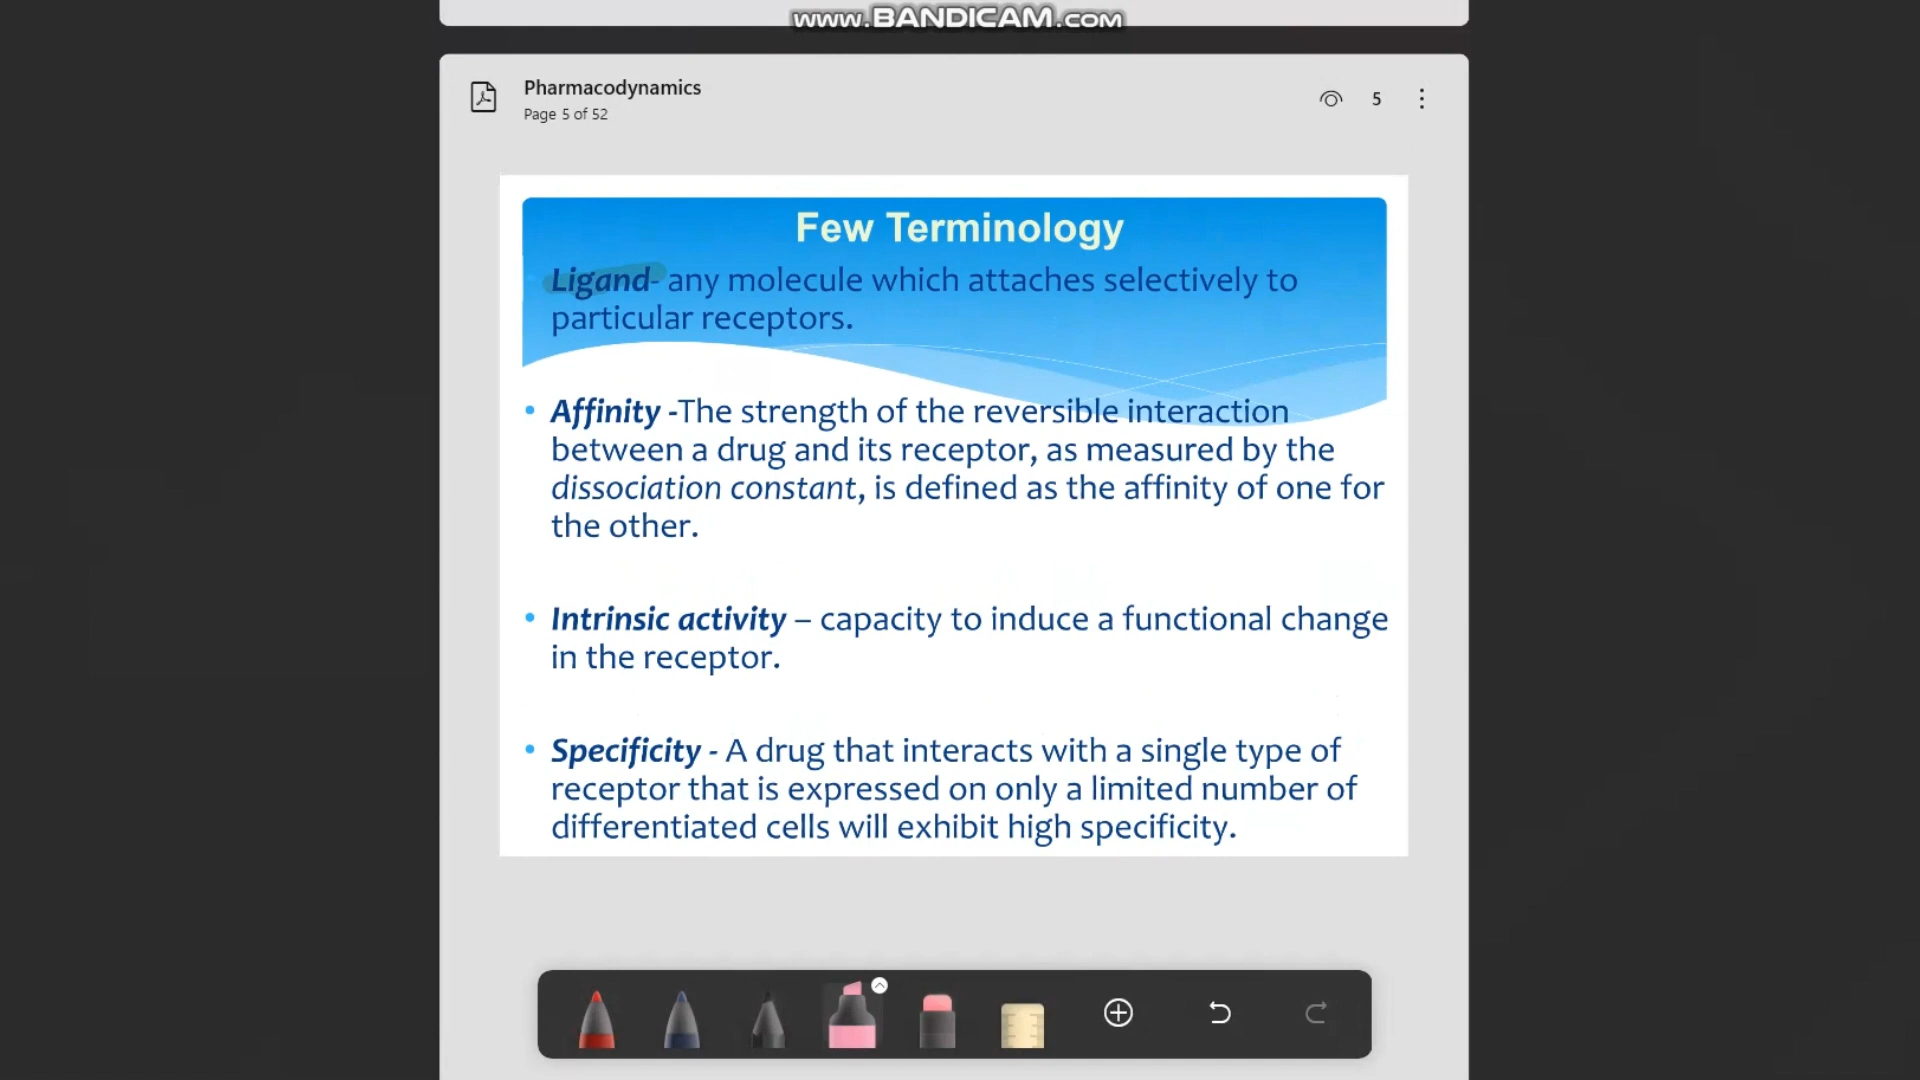 www.BANDICAM.com
Pharmacodynamics
Page 5 of 52
5
Few Terminology
Ligand- any molecule which attaches selectively to
particular receptors.
• Affinity -The strength of the reversible interaction
between a drug and its receptor, as measured by the
dissociation constant, is defined as the affinity of one for
the other.
• Intrinsic activity – capacity to induce a functional change
in the receptor.
• Specificity - A drug that interacts with a single type of
receptor that is expressed on only a limited number of
differentiated cells will exhibit high specificity.